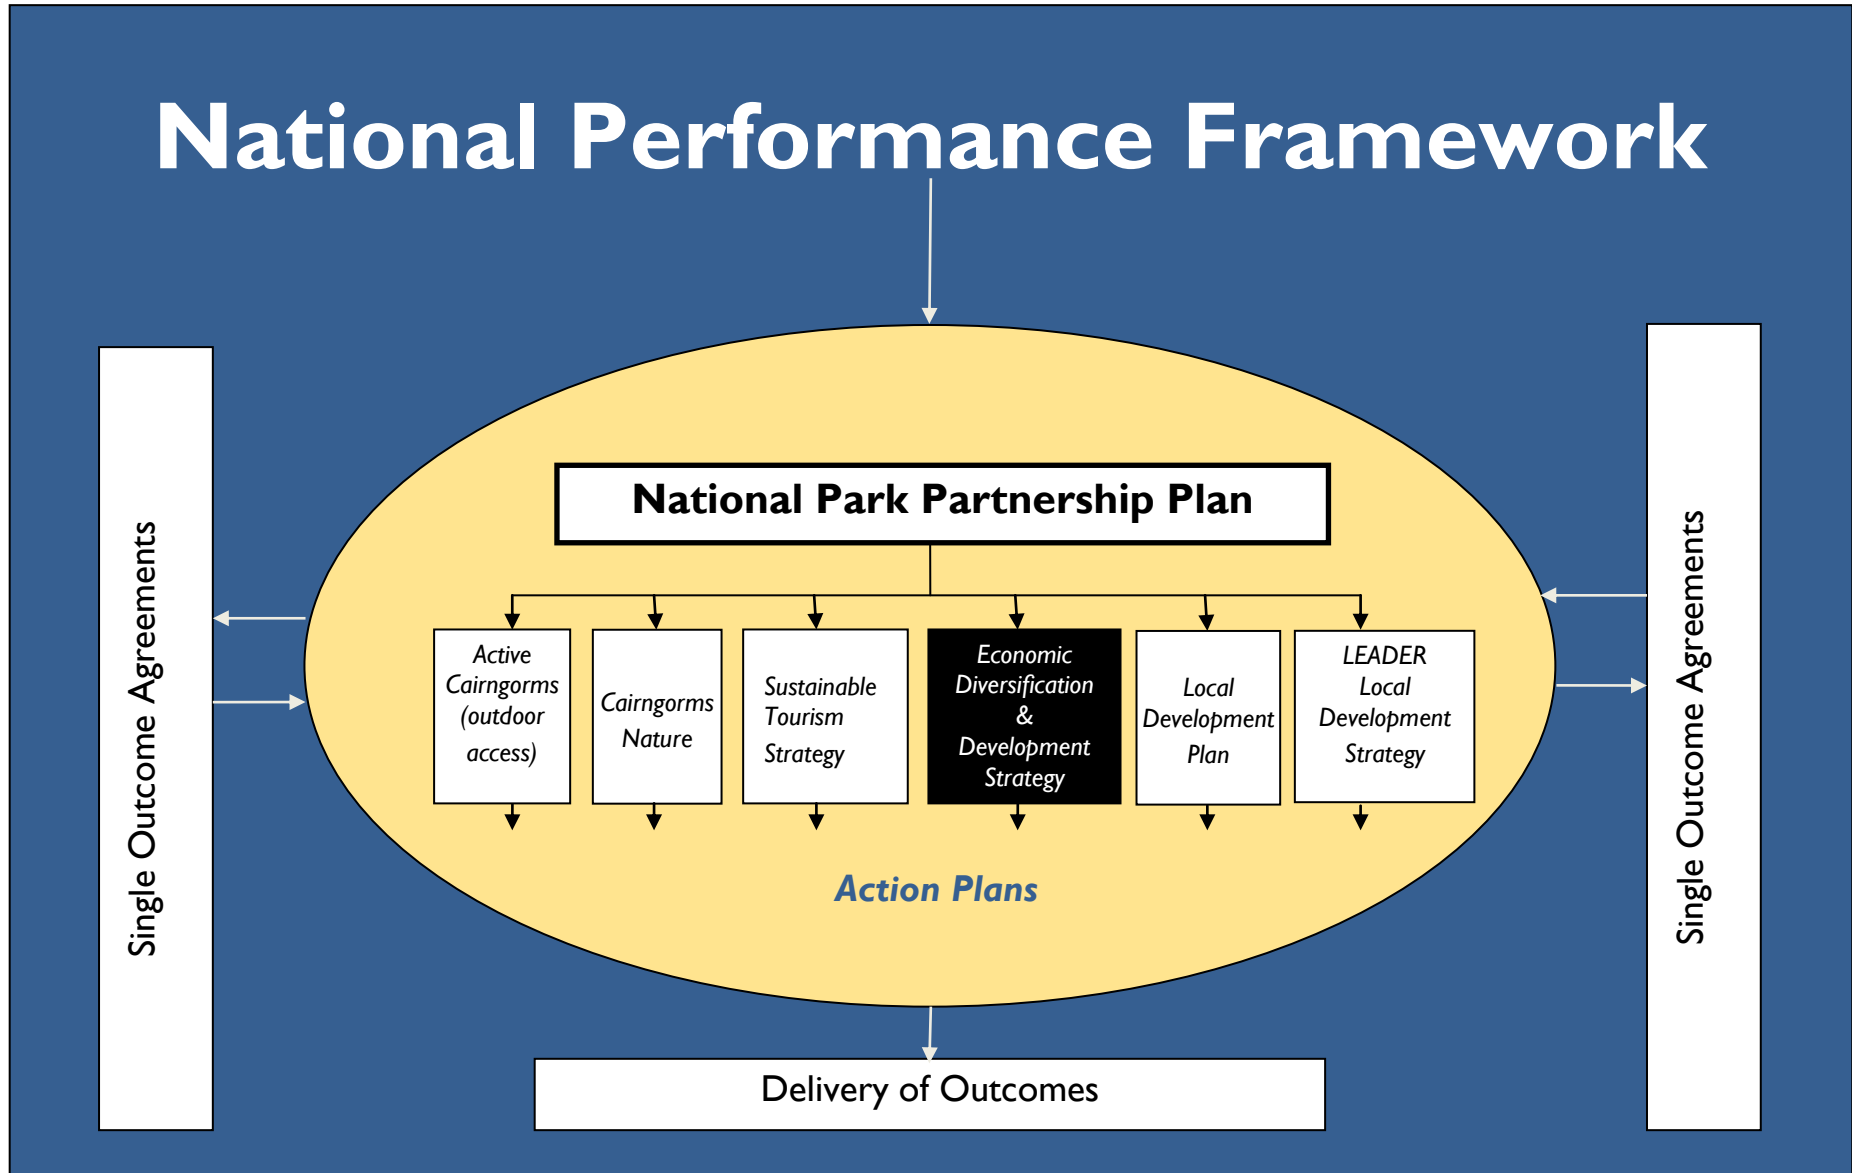 National Performance Framework
Single Outcome Agreements
National Park Partnership Plan
Active
Cairngorms
(outdoor
access)
Cairngorms
Nature
Sustainable
Tourism
Strategy
Economic
Diversification
&
Development
Strategy
Local
Development
Plan
LEADER
Local
Development
Strategy
Action Plans
Single Outcome Agreements
Delivery of Outcomes